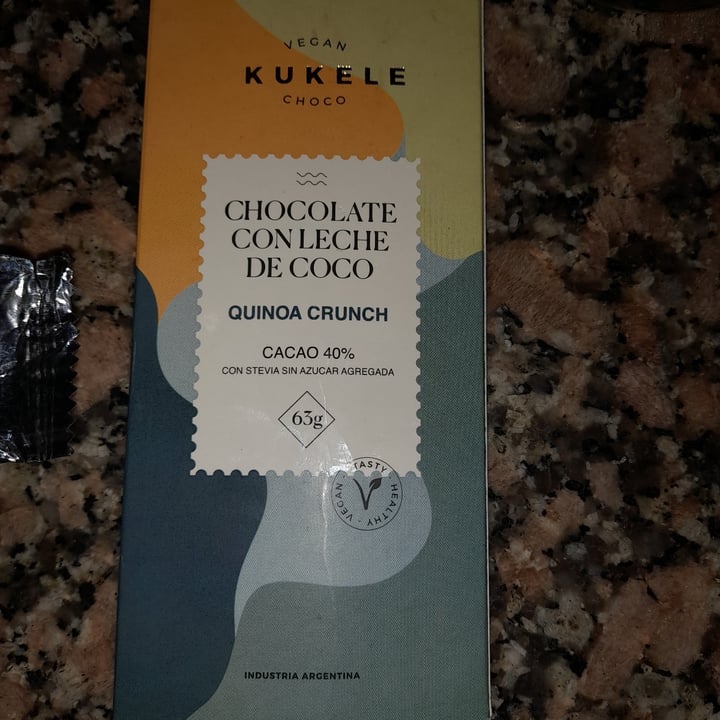 VEGAN
KUKELE
CHOCO
CHOCOLATE
CON LECHE
DE COCO
QUINOA CRUNCH
CACAO 40%
CON STEVIA SIN AZUCAR AGREGADA
63g
TASTY · HEALTHY · VEGAN ·
INDUSTRIA ARGENTINA